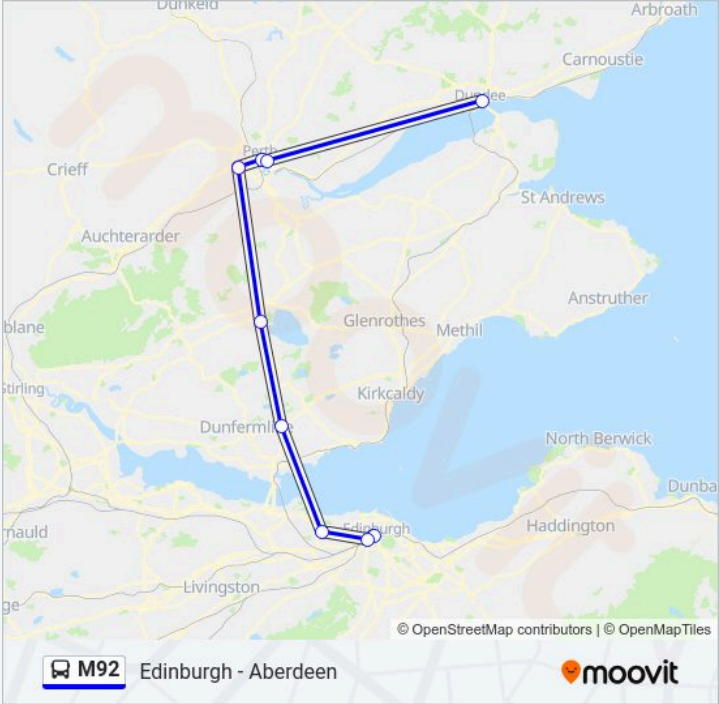 Dunkeld
Arbroath
Carnoustie
Dundee
Perth
Crieff
St Andrews
Auchterarder
Anstruther
blane
Glenrothes
Methil
Stirling
Kirkcaldy
Dunfermline
North Berwick
Dunba
Edinburgh
Haddington
nauld
Livingston
ge
© OpenStreetMap contributors | © OpenMapTiles
M92 Edinburgh - Aberdeen
moovit